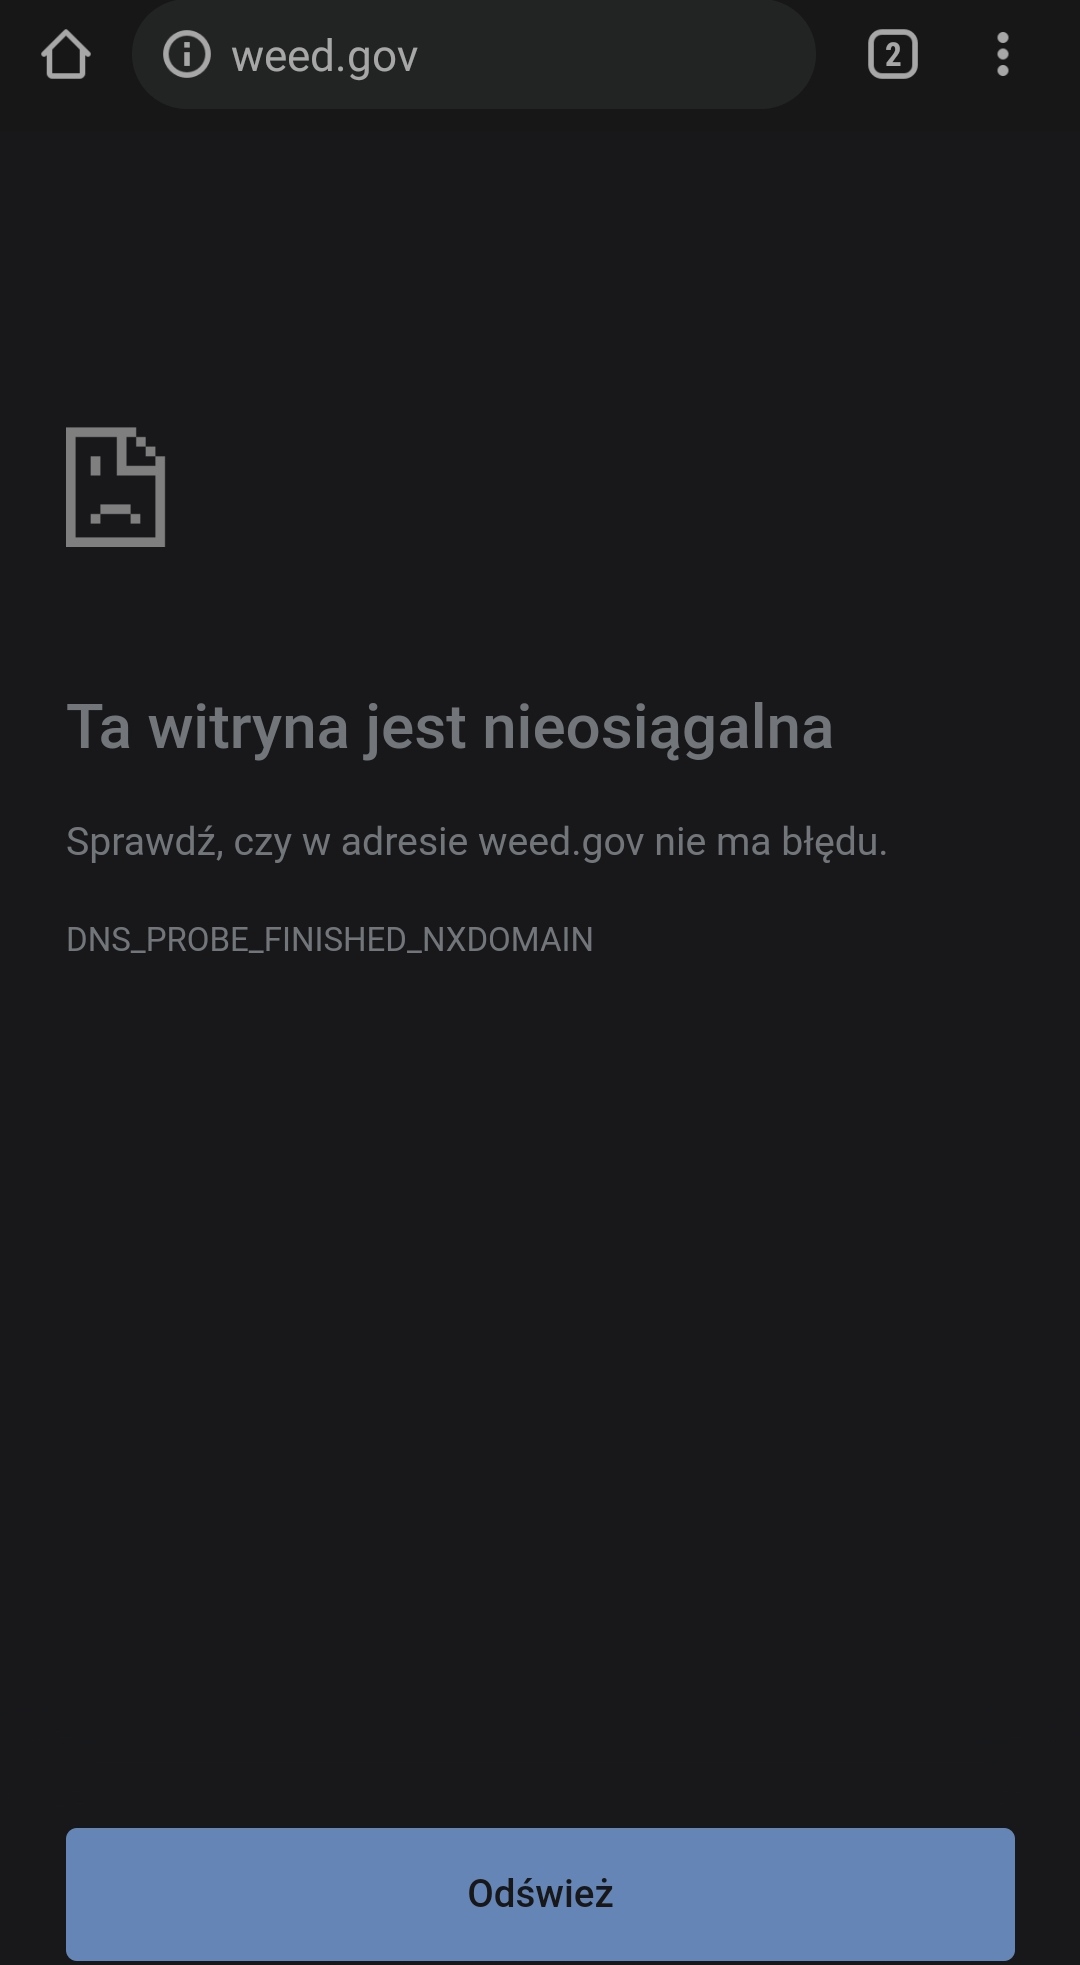 weed.gov
2
Ta witryna jest nieosiągalna
Sprawdź, czy w adresie weed.gov nie ma błędu.
DNS_PROBE_FINISHED_NXDOMAIN
Odśwież